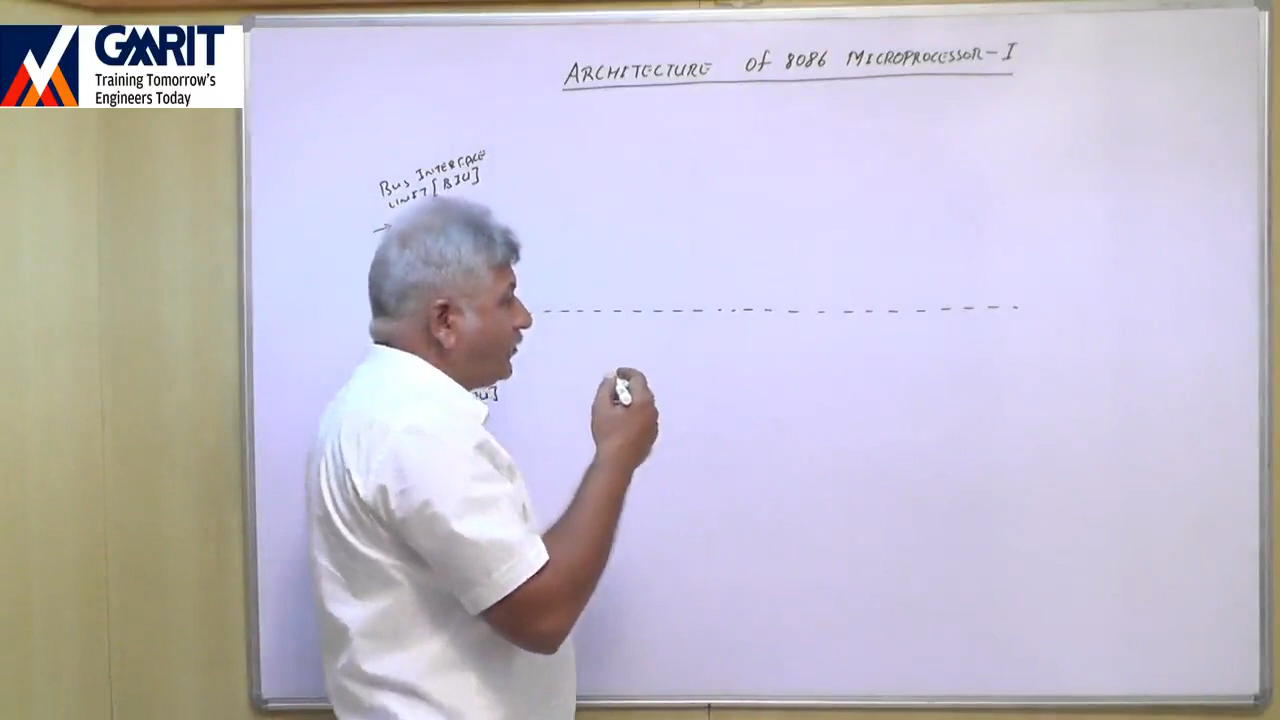 GMRIT
Training Tomorrow's
Engineers Today
ARCHITECTURE of 8086 MICROPROCESSOR-I
BUS INTERFACE
UNIT [BIU]